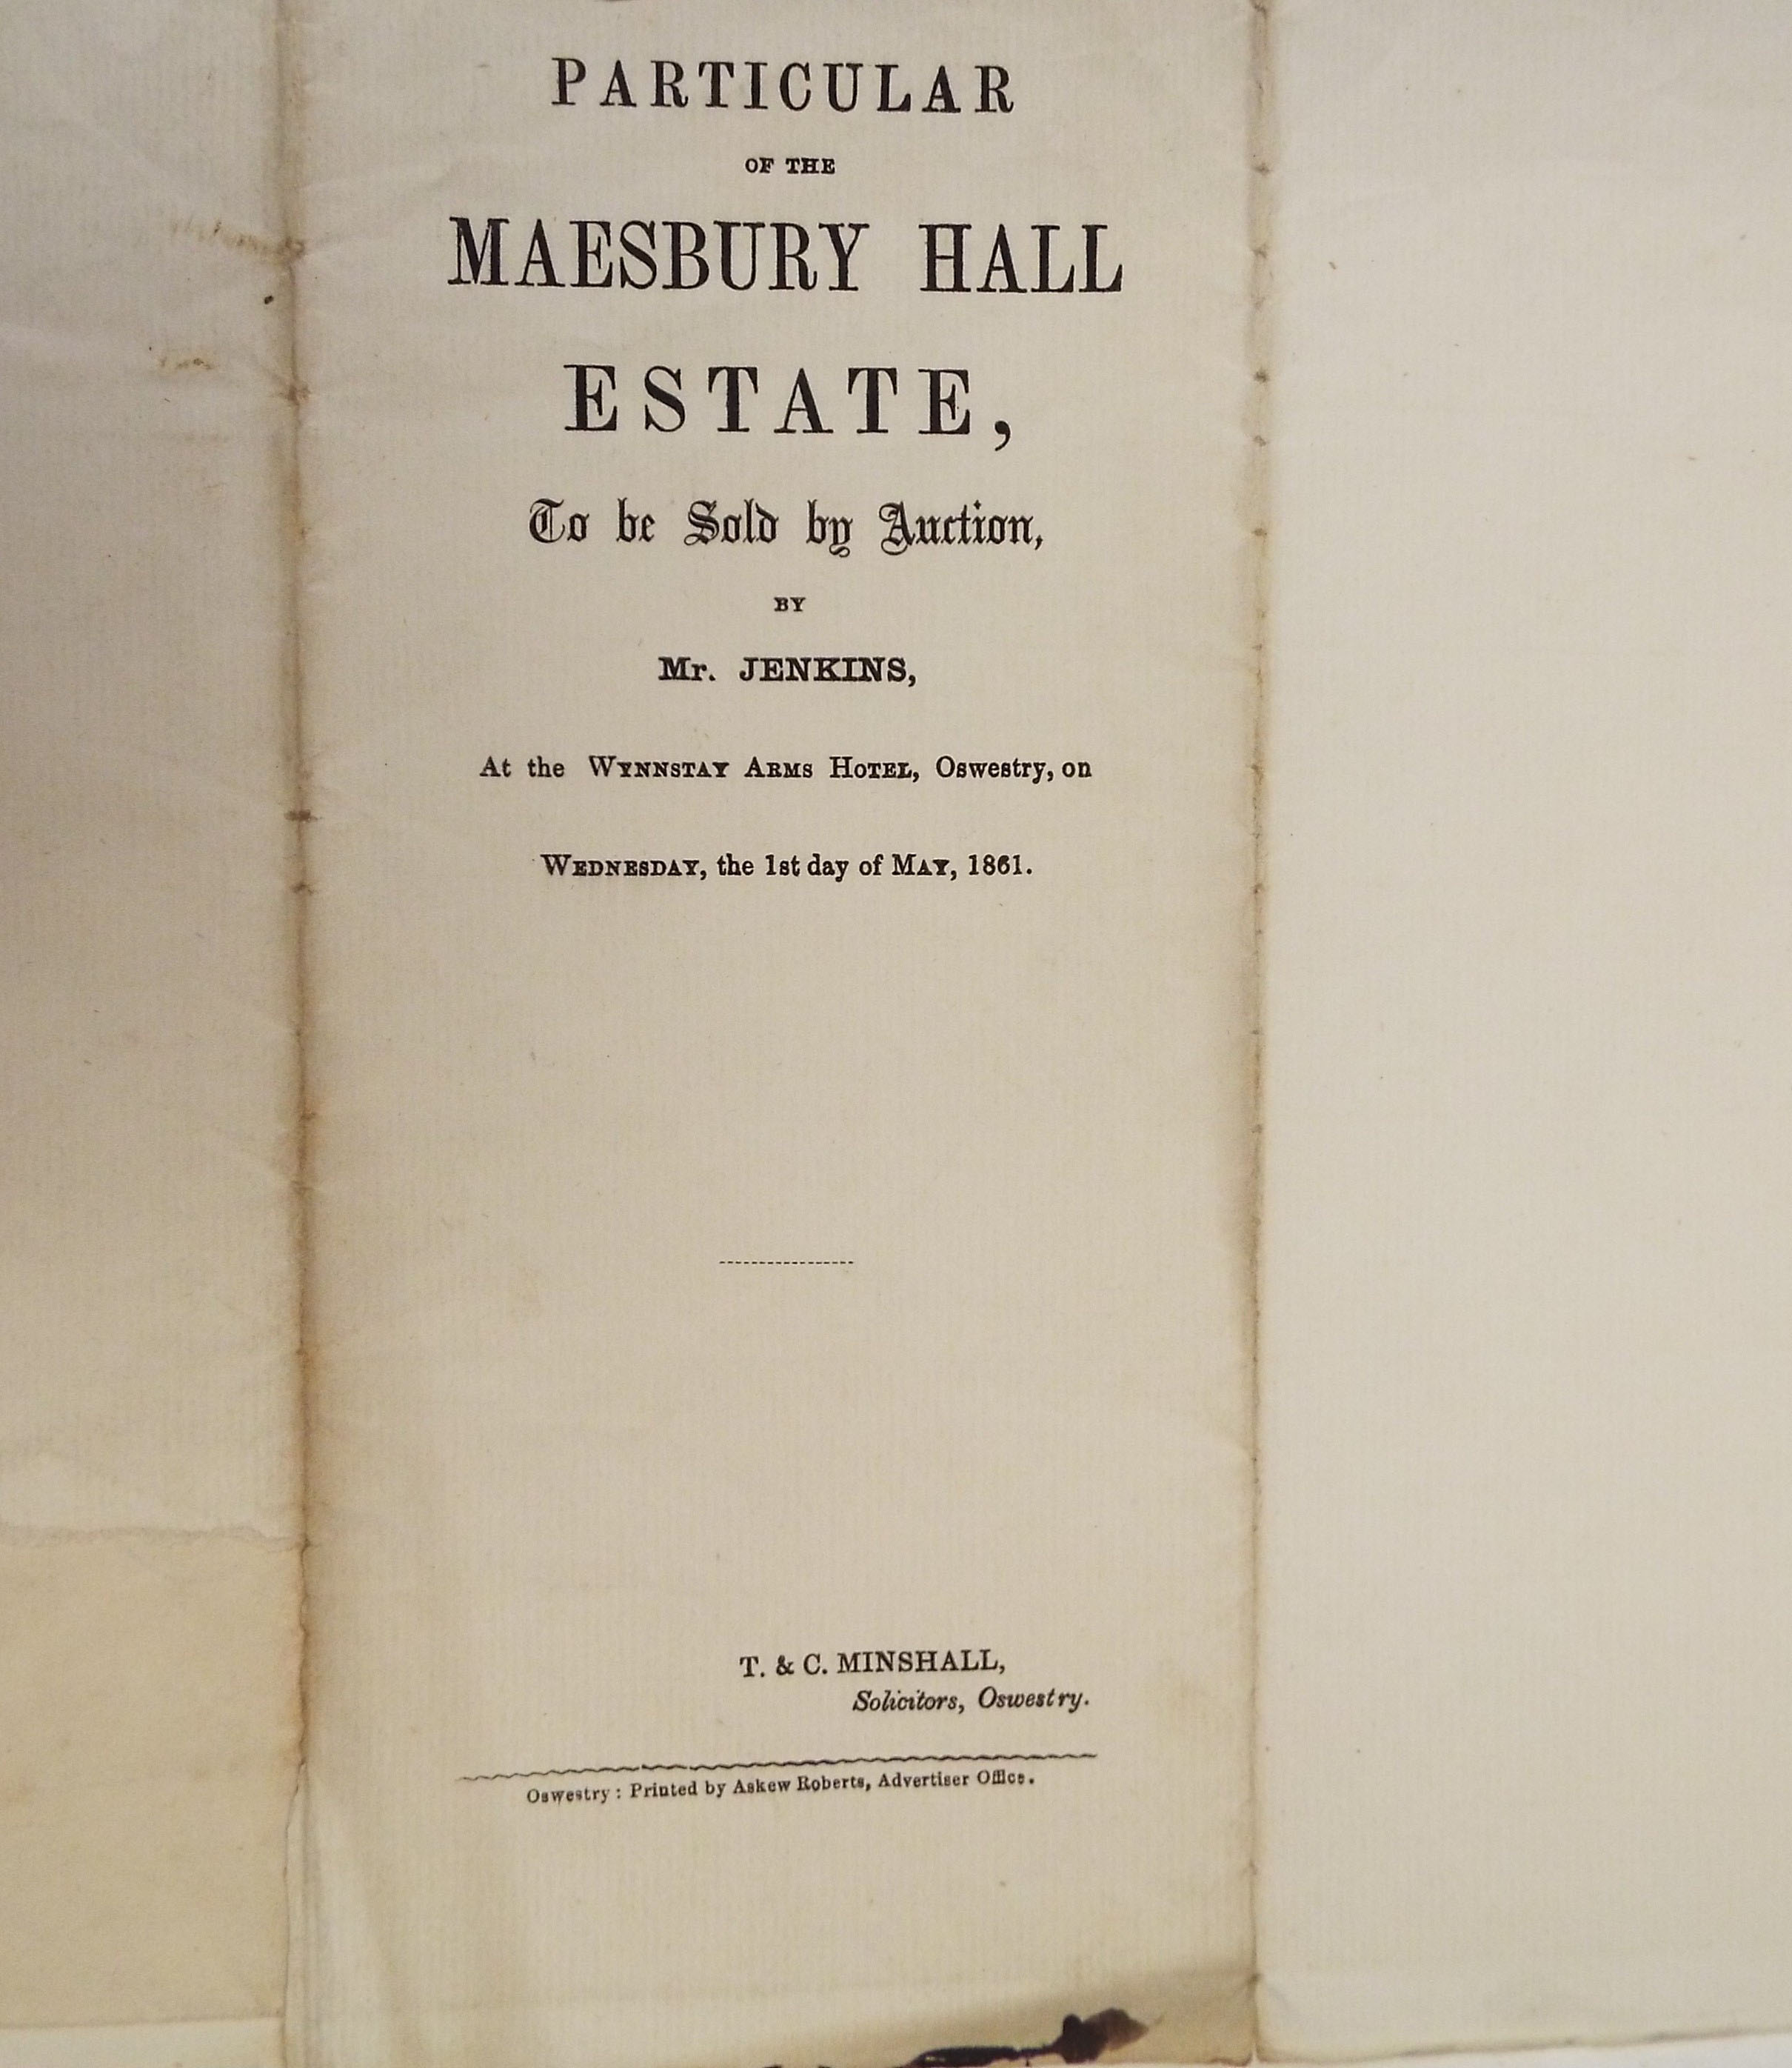 PARTICULAR
OF THE
MAESBURY HALL
ESTATE,
To be Sold by Auction,
BY
Mr. JENKINS,
At the WYNNSTAY ARMS HOTEL, Oswestry, on
WEDNESDAY, the 1st day of MAY, 1861.
T. & C. MINSHALL,
Solicitors, Oswestry.
Oswestry : Printed by Askew Roberts, Advertiser Office.